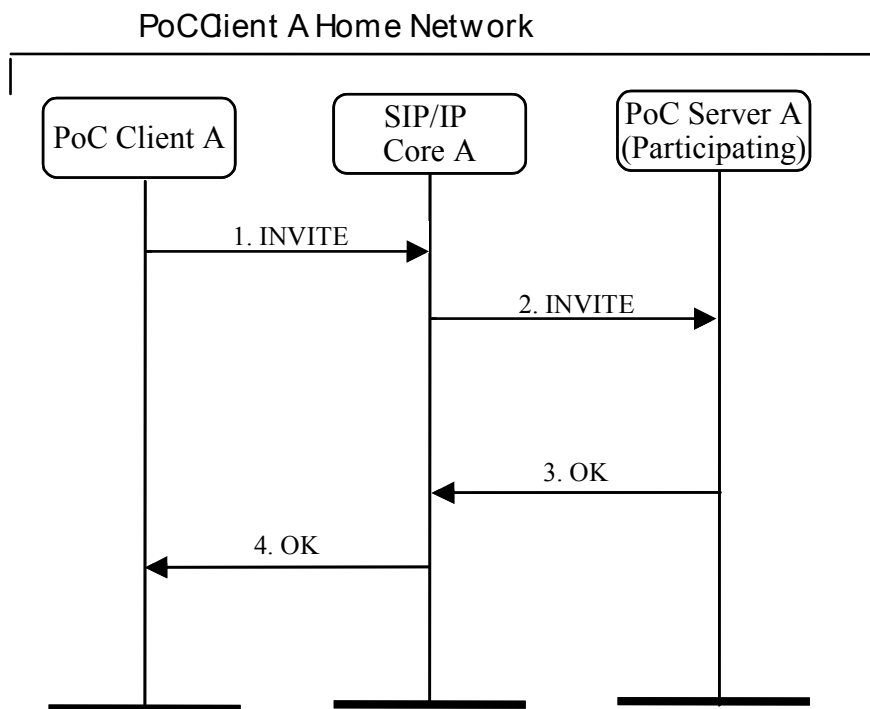 PoCClient A Home Network
PoC Client A
SIP/IP
Core A
PoC Server A
(Participating)
1. INVITE
2. INVITE
3. OK
4. OK